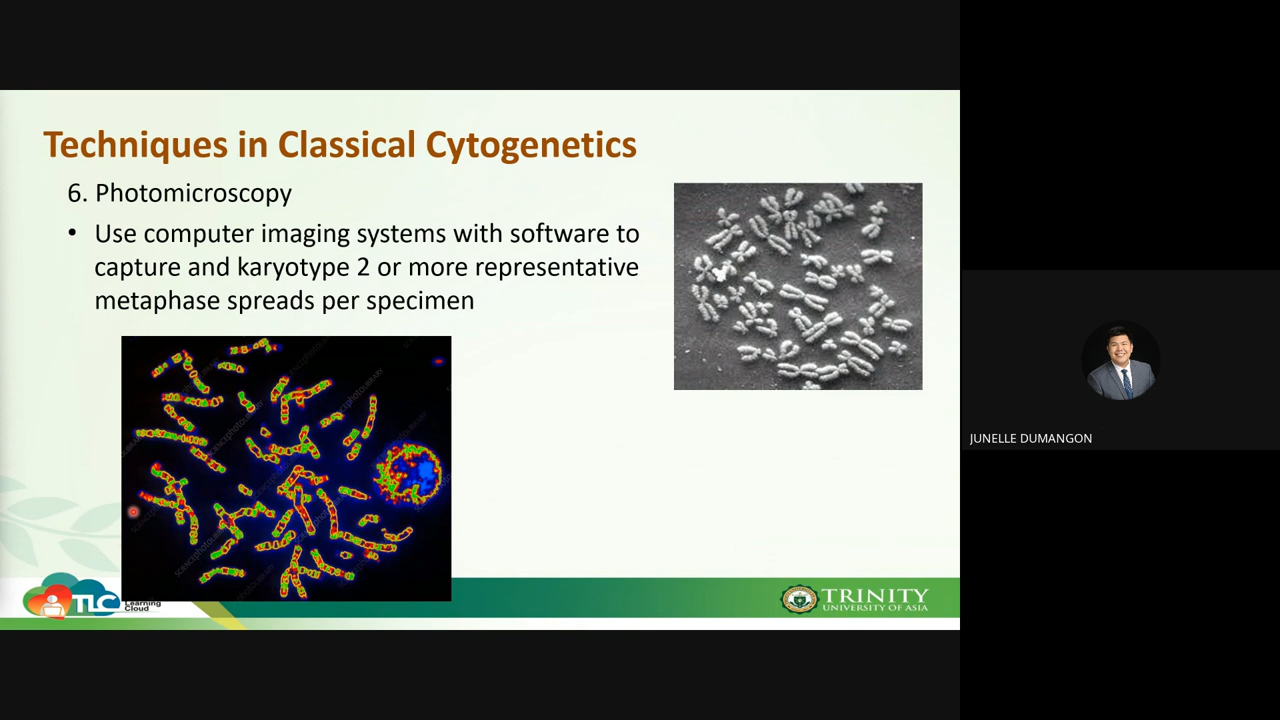 Techniques in Classical Cytogenetics
6. Photomicroscopy
• Use computer imaging systems with software to
capture and karyotype 2 or more representative
metaphase spreads per specimen
TLC
Learning
Cloud
TRINITY
UNIVERSITY OF ASIA
JUNELLE DUMANGON